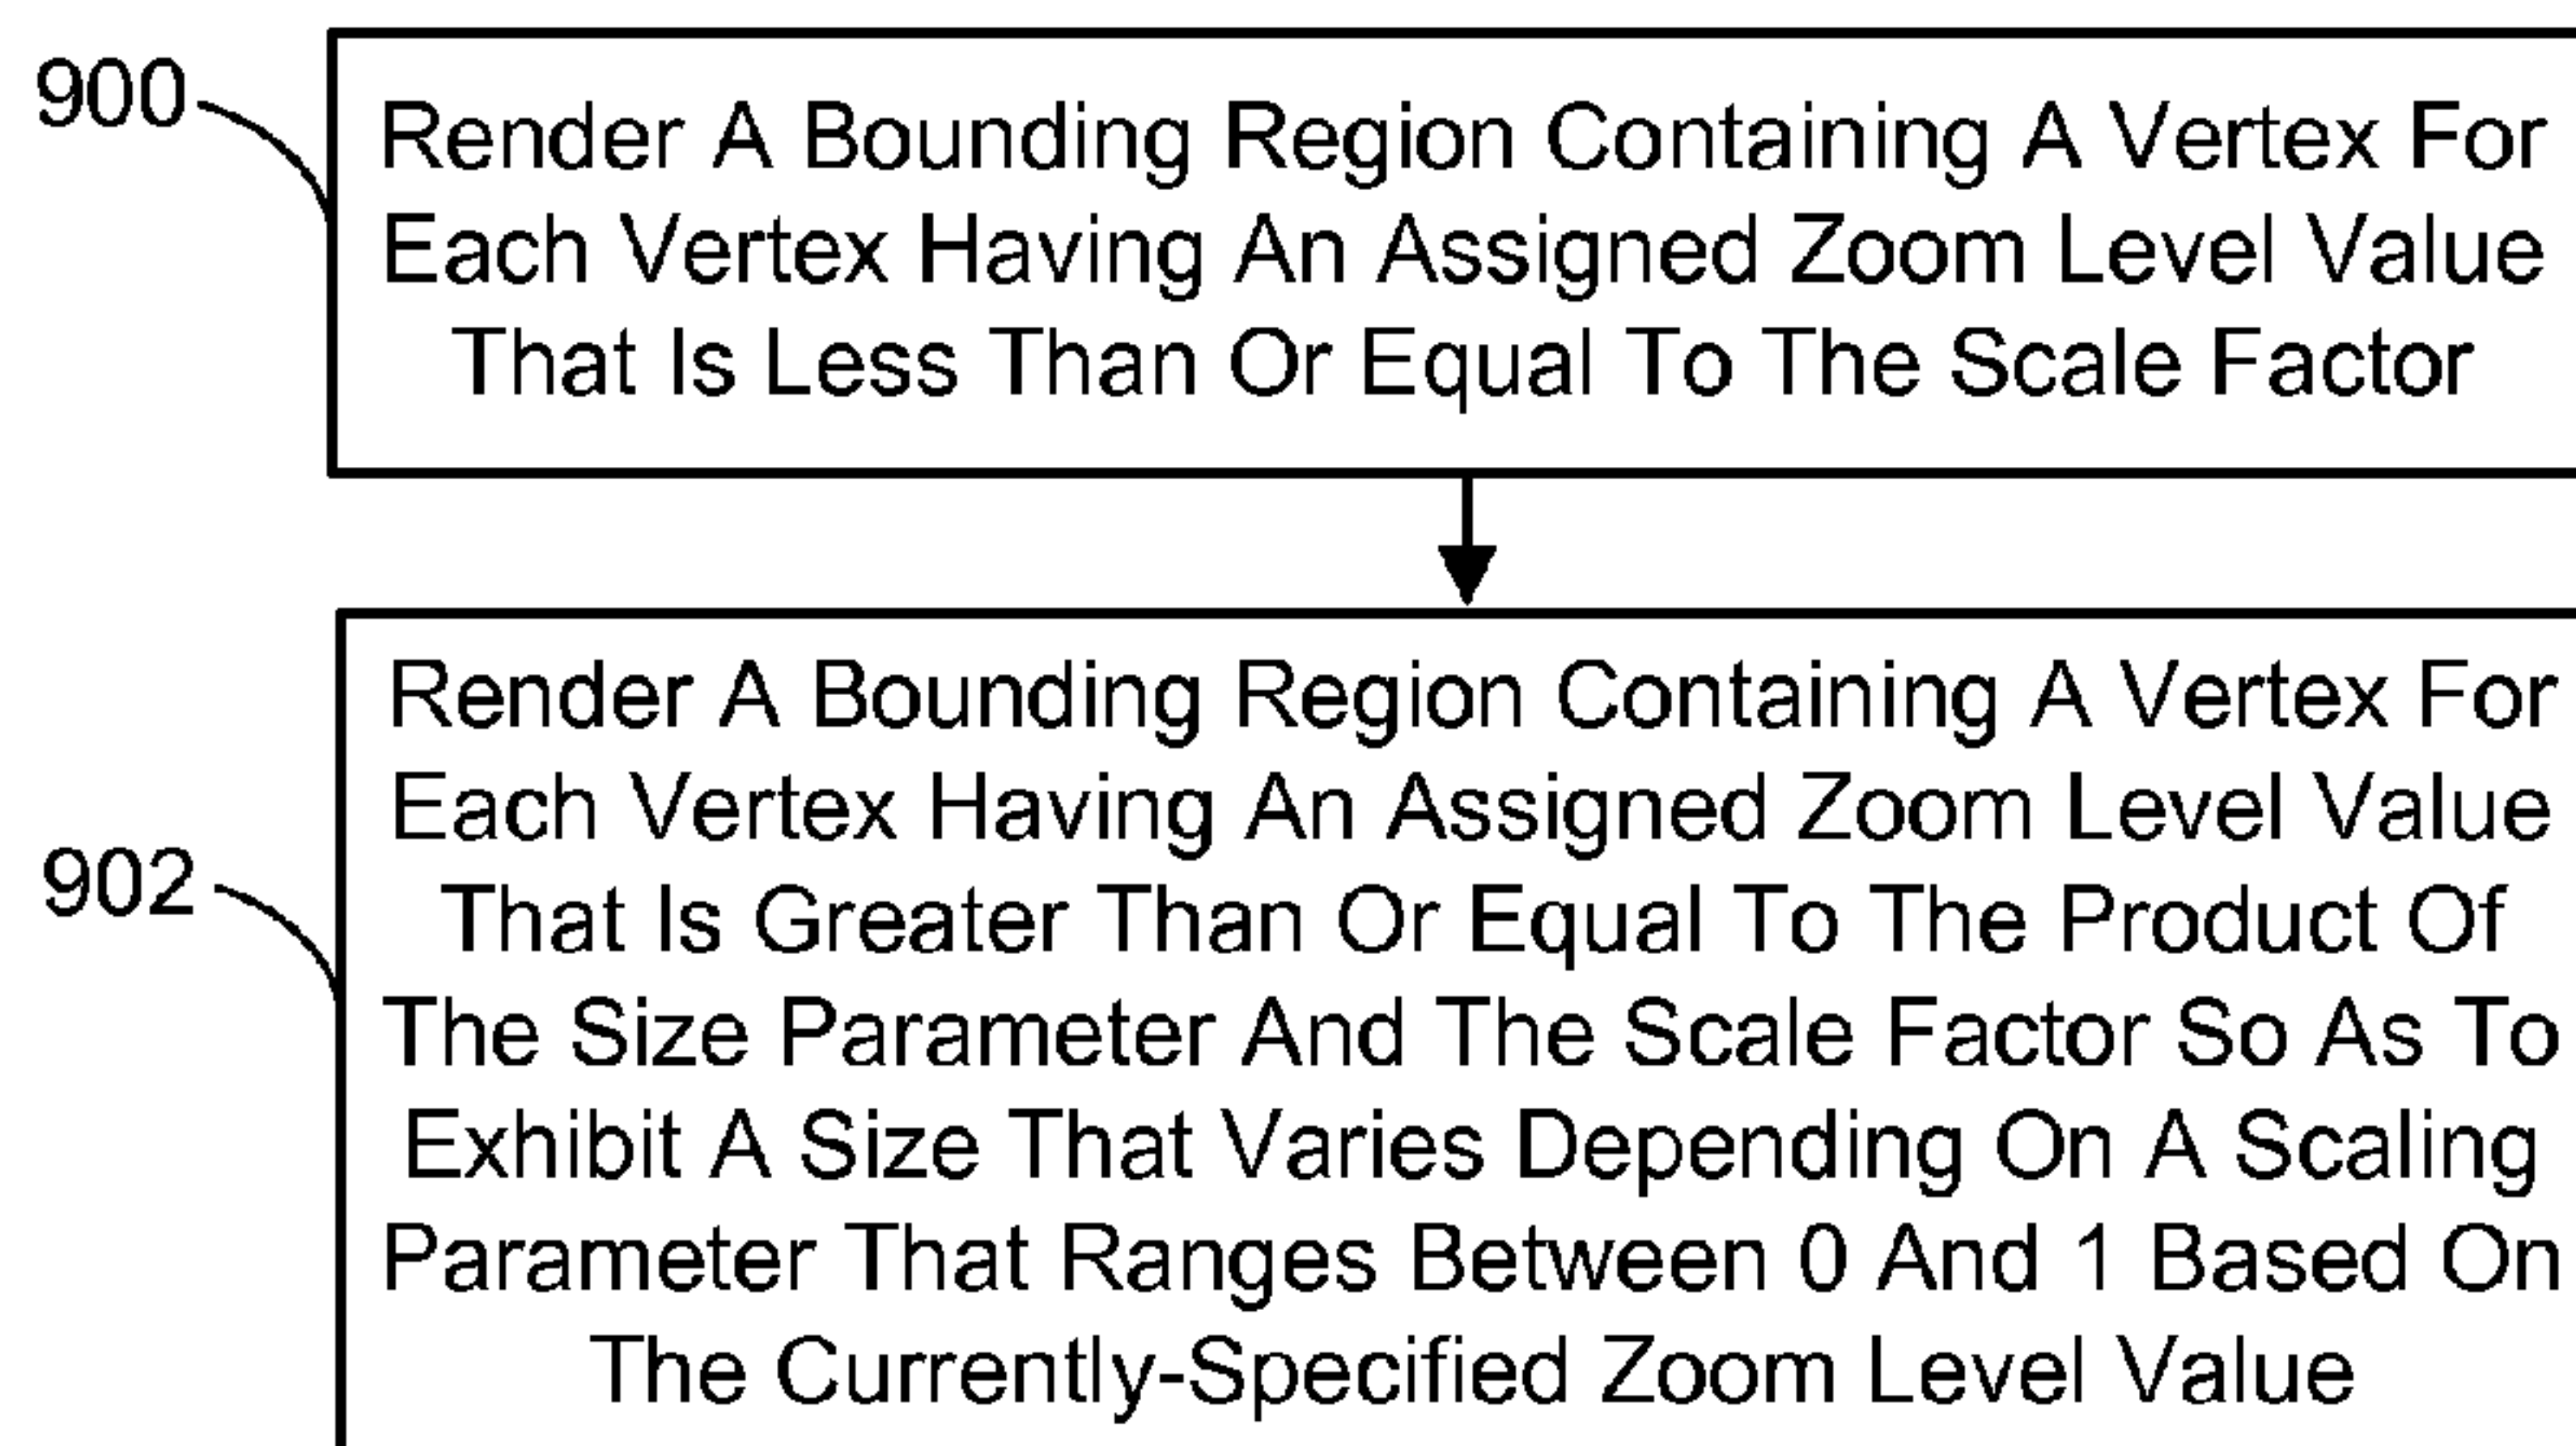 900
Render A Bounding Region Containing A Vertex For
Each Vertex Having An Assigned Zoom Level Value
That Is Less Than Or Equal To The Scale Factor
902
Render A Bounding Region Containing A Vertex For
Each Vertex Having An Assigned Zoom Level Value
That Is Greater Than Or Equal To The Product Of
The Size Parameter And The Scale Factor So As To
Exhibit A Size That Varies Depending On A Scaling
Parameter That Ranges Between 0 And 1 Based On
The Currently-Specified Zoom Level Value